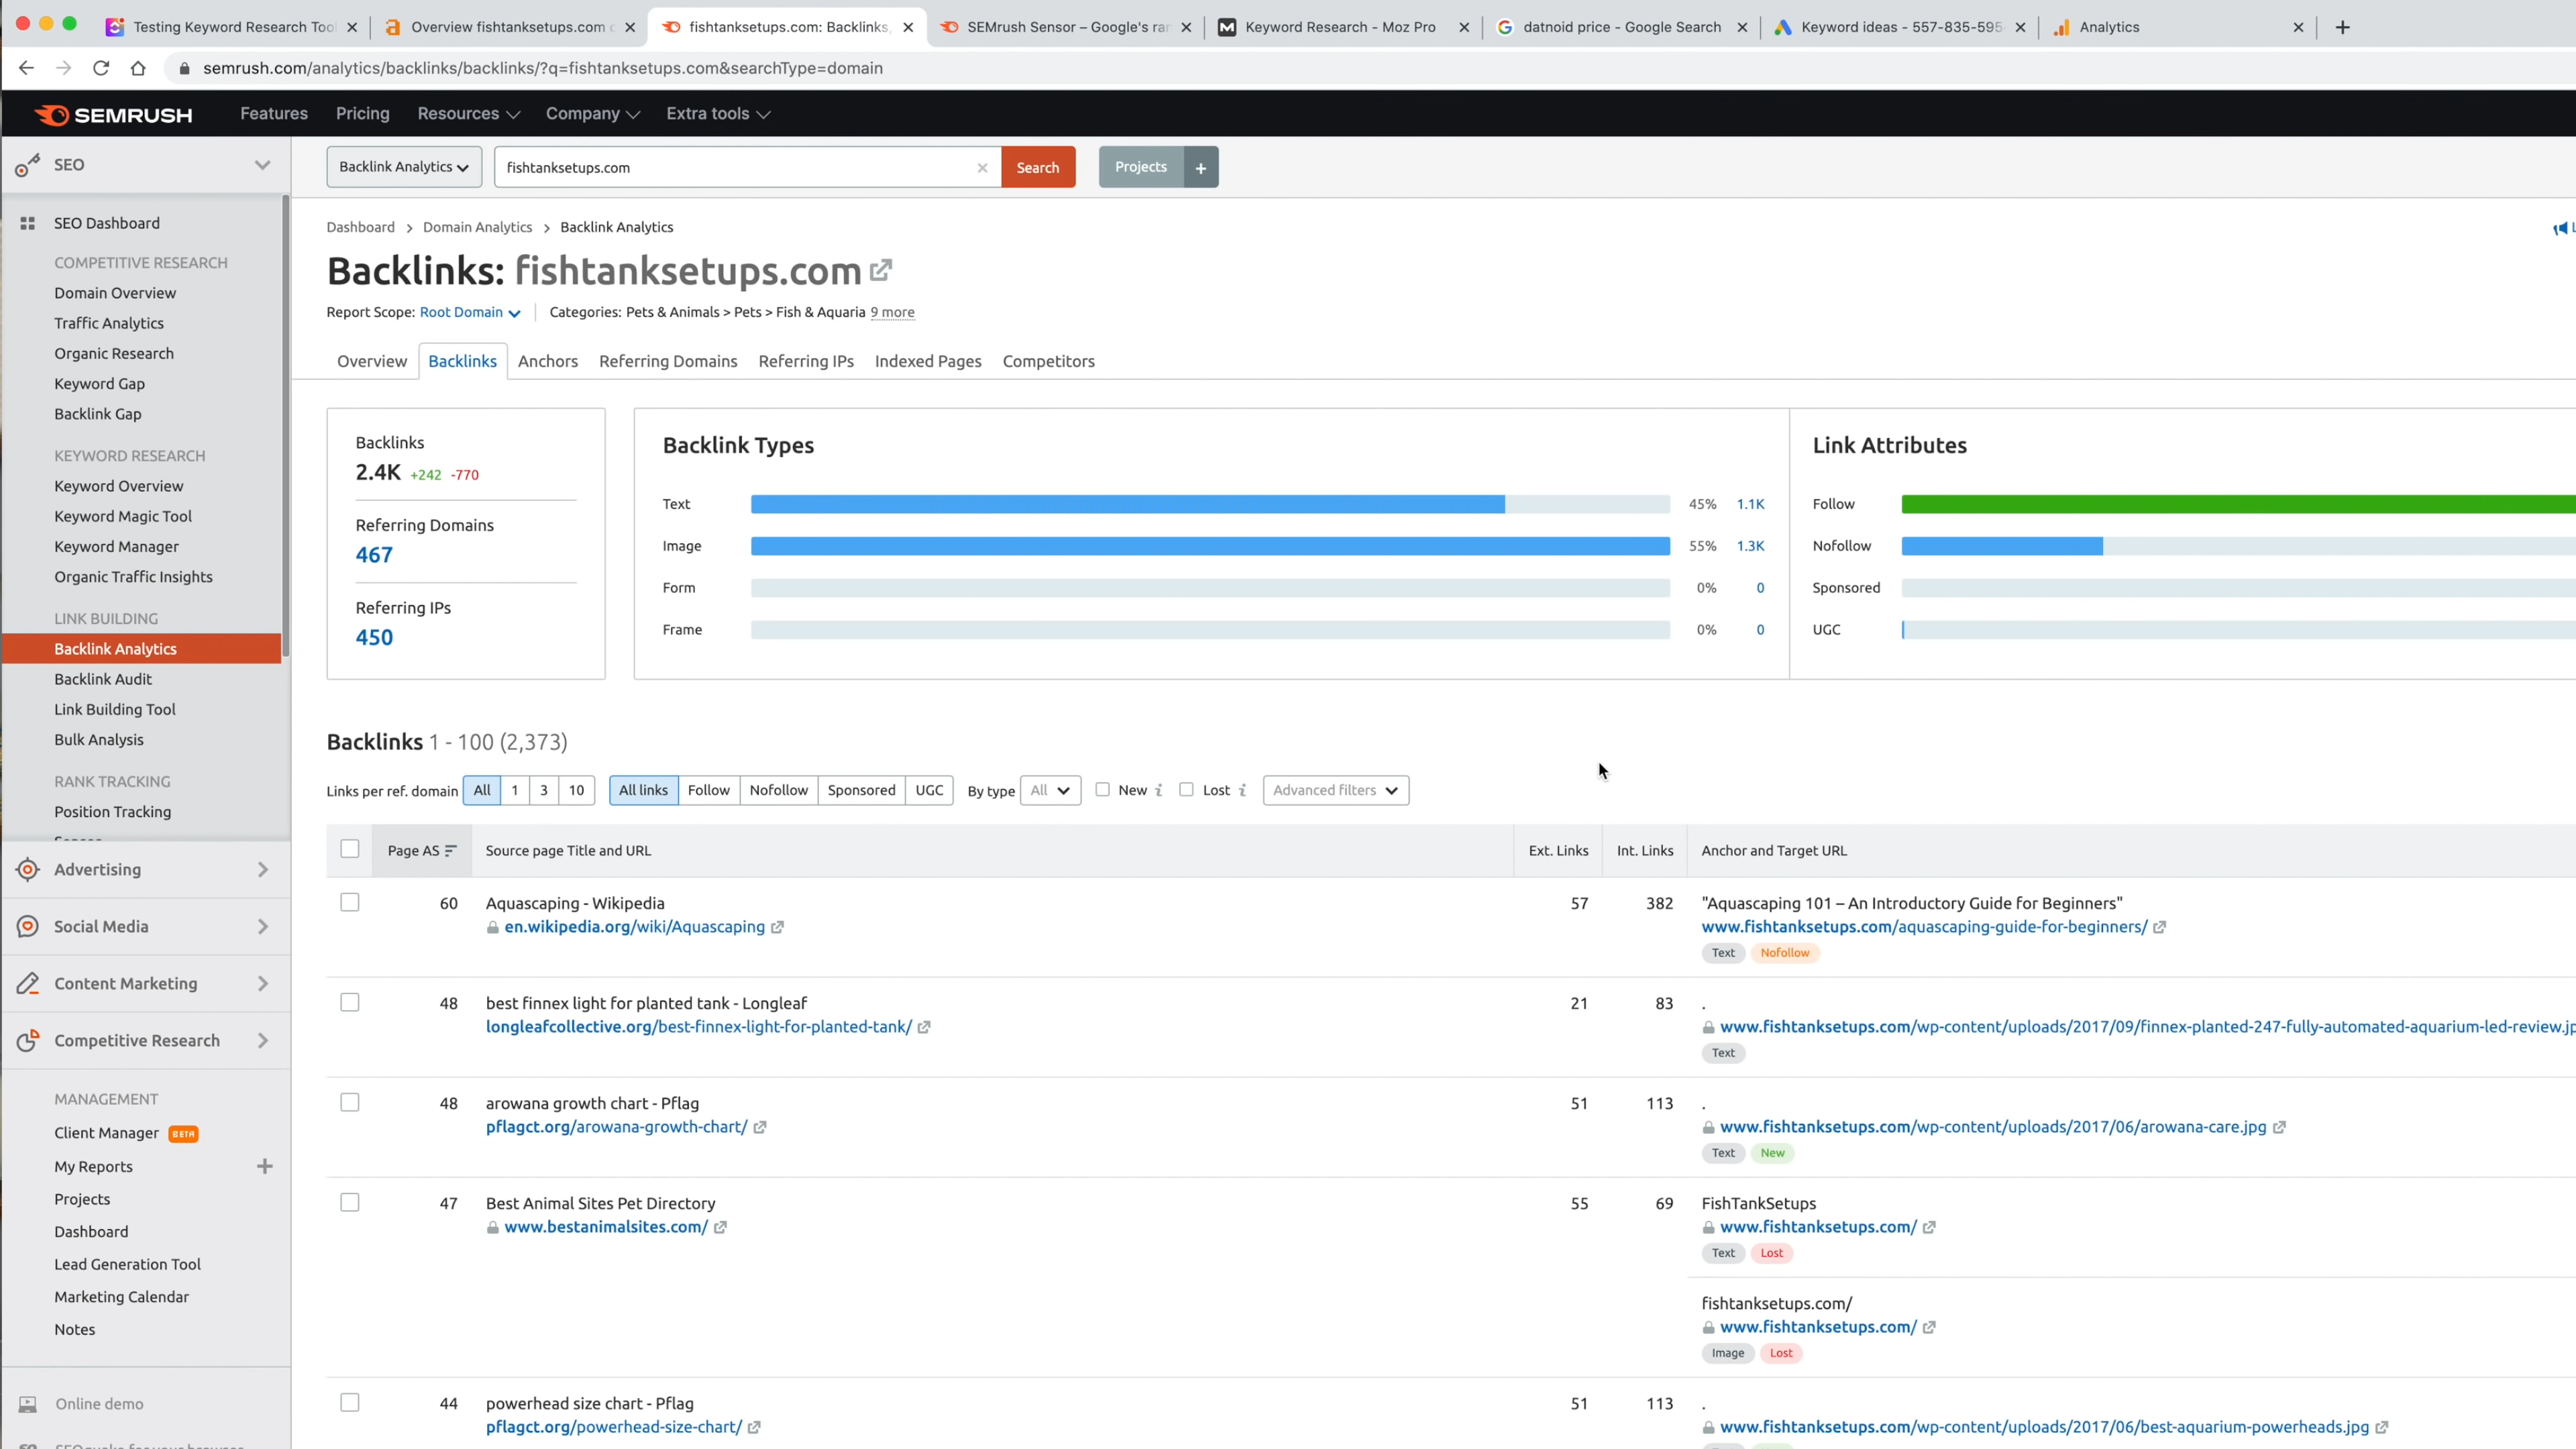 Testing Keyword Research Tool
Overview fishtanksetups.com
fishtanksetups.com: Backlinks,
SEMrush Sensor – Google's ran
Keyword Research - Moz Pro
datnoid price - Google Search
Keyword ideas - 557-835-595
Analytics
semrush.com/analytics/backlinks/backlinks/?q=fishtanksetups.com&searchType=domain
SEMRUSH
Features
Pricing
Resources
Company
Extra tools
SEO
SEO Dashboard
COMPETITIVE RESEARCH
Domain Overview
Traffic Analytics
Organic Research
Keyword Gap
Backlink Gap
KEYWORD RESEARCH
Keyword Overview
Keyword Magic Tool
Keyword Manager
Organic Traffic Insights
LINK BUILDING
Backlink Analytics
Backlink Audit
Link Building Tool
Bulk Analysis
RANK TRACKING
Position Tracking
Advertising
Social Media
Content Marketing
Competitive Research
MANAGEMENT
Client Manager BETA
My Reports
Projects
Dashboard
Lead Generation Tool
Marketing Calendar
Notes
Online demo
Backlink Analytics
fishtanksetups.com
Search
Projects +
Dashboard > Domain Analytics > Backlink Analytics
Backlinks: fishtanksetups.com
Report Scope: Root Domain
Categories: Pets & Animals > Pets > Fish & Aquaria 9 more
Overview
Backlinks
Anchors
Referring Domains
Referring IPs
Indexed Pages
Competitors
Backlinks
2.4K +242 -770
Referring Domains
467
Referring IPs
450
Backlink Types
Text 45% 1.1K
Image 55% 1.3K
Form 0% 0
Frame 0% 0
Link Attributes
Follow
Nofollow
Sponsored
UGC
Backlinks 1 - 100 (2,373)
Links per ref. domain All 1 3 10
All links Follow Nofollow Sponsored UGC
By type All
New i
Lost i
Advanced filters
Page AS
Source page Title and URL
Ext. Links
Int. Links
Anchor and Target URL
60
Aquascaping - Wikipedia
en.wikipedia.org/wiki/Aquascaping
57
382
"Aquascaping 101 – An Introductory Guide for Beginners"
www.fishtanksetups.com/aquascaping-guide-for-beginners/
Text Nofollow
48
best finnex light for planted tank - Longleaf
longleafcollective.org/best-finnex-light-for-planted-tank/
21
83
.
www.fishtanksetups.com/wp-content/uploads/2017/09/finnex-planted-247-fully-automated-aquarium-led-review.jp
Text
48
arowana growth chart - Pflag
pflagct.org/arowana-growth-chart/
51
113
.
www.fishtanksetups.com/wp-content/uploads/2017/06/arowana-care.jpg
Text New
47
Best Animal Sites Pet Directory
www.bestanimalsites.com/
55
69
FishTankSetups
www.fishtanksetups.com/
Text Lost
fishtanksetups.com/
www.fishtanksetups.com/
Image Lost
44
powerhead size chart - Pflag
pflagct.org/powerhead-size-chart/
51
113
.
www.fishtanksetups.com/wp-content/uploads/2017/06/best-aquarium-powerheads.jpg